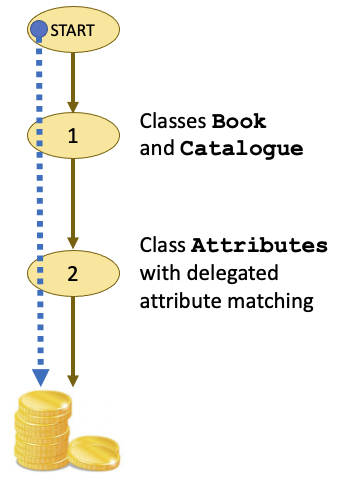 START
1
Classes Book
and Catalogue
2
Class Attributes
with delegated
attribute matching